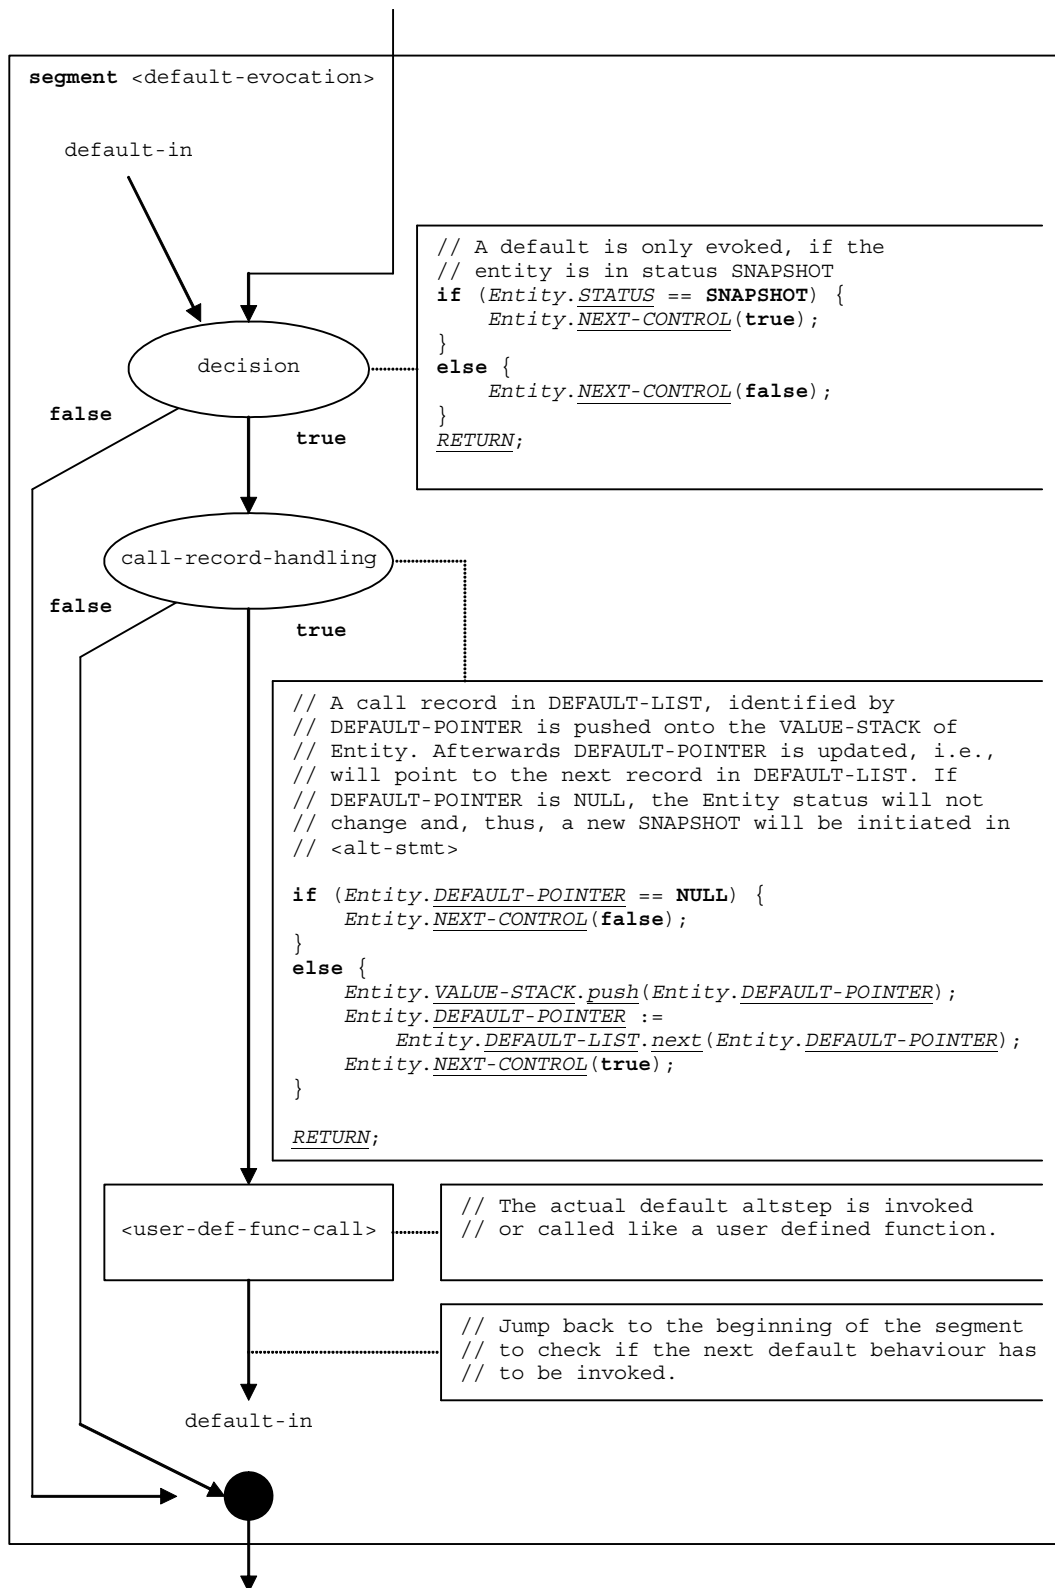 segment <default-evocation>
default-in
// A default is only evoked, if the
// entity is in status SNAPSHOT
if (Entity.STATUS == SNAPSHOT) {
Entity.NEXT-CONTROL(true);
}
else {
Entity.NEXT-CONTROL(false);
}
RETURN;
decision
false
true
call-record-handling
false
true
// A call record in DEFAULT-LIST, identified by
// DEFAULT-POINTER is pushed onto the VALUE-STACK of
// Entity. Afterwards DEFAULT-POINTER is updated, i.e.,
// will point to the next record in DEFAULT-LIST. If
// DEFAULT-POINTER is NULL, the Entity status will not
// change and, thus, a new SNAPSHOT will be initiated in
// <alt-stmt>
if (Entity.DEFAULT-POINTER == NULL) {
Entity.NEXT-CONTROL(false);
}
else {
Entity.VALUE-STACK.push(Entity.DEFAULT-POINTER);
Entity.DEFAULT-POINTER :=
Entity.DEFAULT-LIST.next(Entity.DEFAULT-POINTER);
Entity.NEXT-CONTROL(true);
}
RETURN;
<user-def-func-call>
// The actual default altstep is invoked
// or called like a user defined function.
// Jump back to the beginning of the segment
// to check if the next default behaviour has
// to be invoked.
default-in